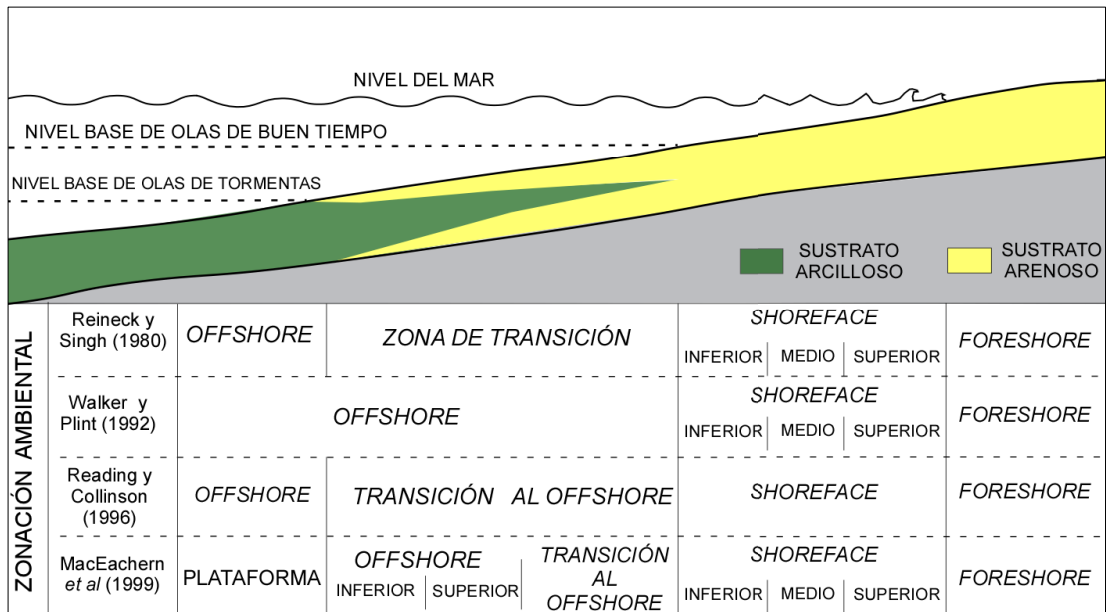 NIVEL DEL MAR
NIVEL BASE DE OLAS DE BUEN TIEMPO
NIVEL BASE DE OLAS DE TORMENTAS
SUSTRATO
ARCILLOSO
SUSTRATO
ARENOSO
ZONACIÓN AMBIENTAL
Reineck y
Singh (1980)
OFFSHORE
ZONA DE TRANSICIÓN
SHOREFACE
INFERIOR
MEDIO
SUPERIOR
FORESHORE
Walker y
Plint (1992)
OFFSHORE
SHOREFACE
INFERIOR
MEDIO
SUPERIOR
FORESHORE
Reading y
Collinson
(1996)
OFFSHORE
TRANSICIÓN AL OFFSHORE
SHOREFACE
FORESHORE
MacEachern
et al (1999)
PLATAFORMA
OFFSHORE
INFERIOR
SUPERIOR
TRANSICIÓN
AL
OFFSHORE
SHOREFACE
INFERIOR
MEDIO
SUPERIOR
FORESHORE